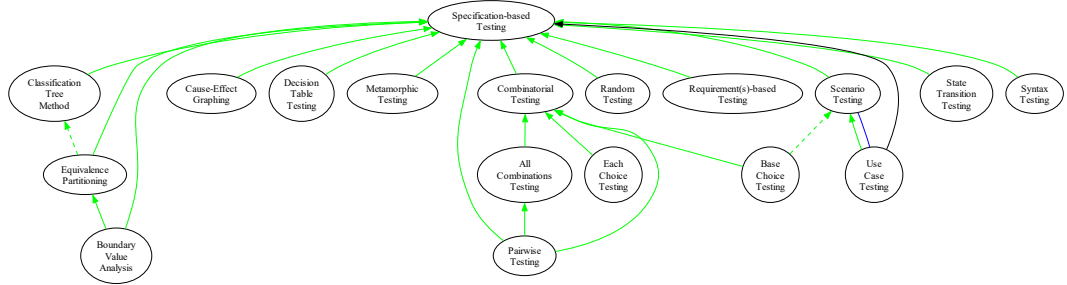 Specification-based
Testing
Classification
Tree
Method
Cause-Effect
Graphing
Decision
Table
Testing
Metamorphic
Testing
Combinatorial
Testing
Random
Testing
Requirement(s)-based
Testing
Scenario
Testing
State
Transition
Testing
Syntax
Testing
Equivalence
Partitioning
All
Combinations
Testing
Each
Choice
Testing
Base
Choice
Testing
Use
Case
Testing
Boundary
Value
Analysis
Pairwise
Testing